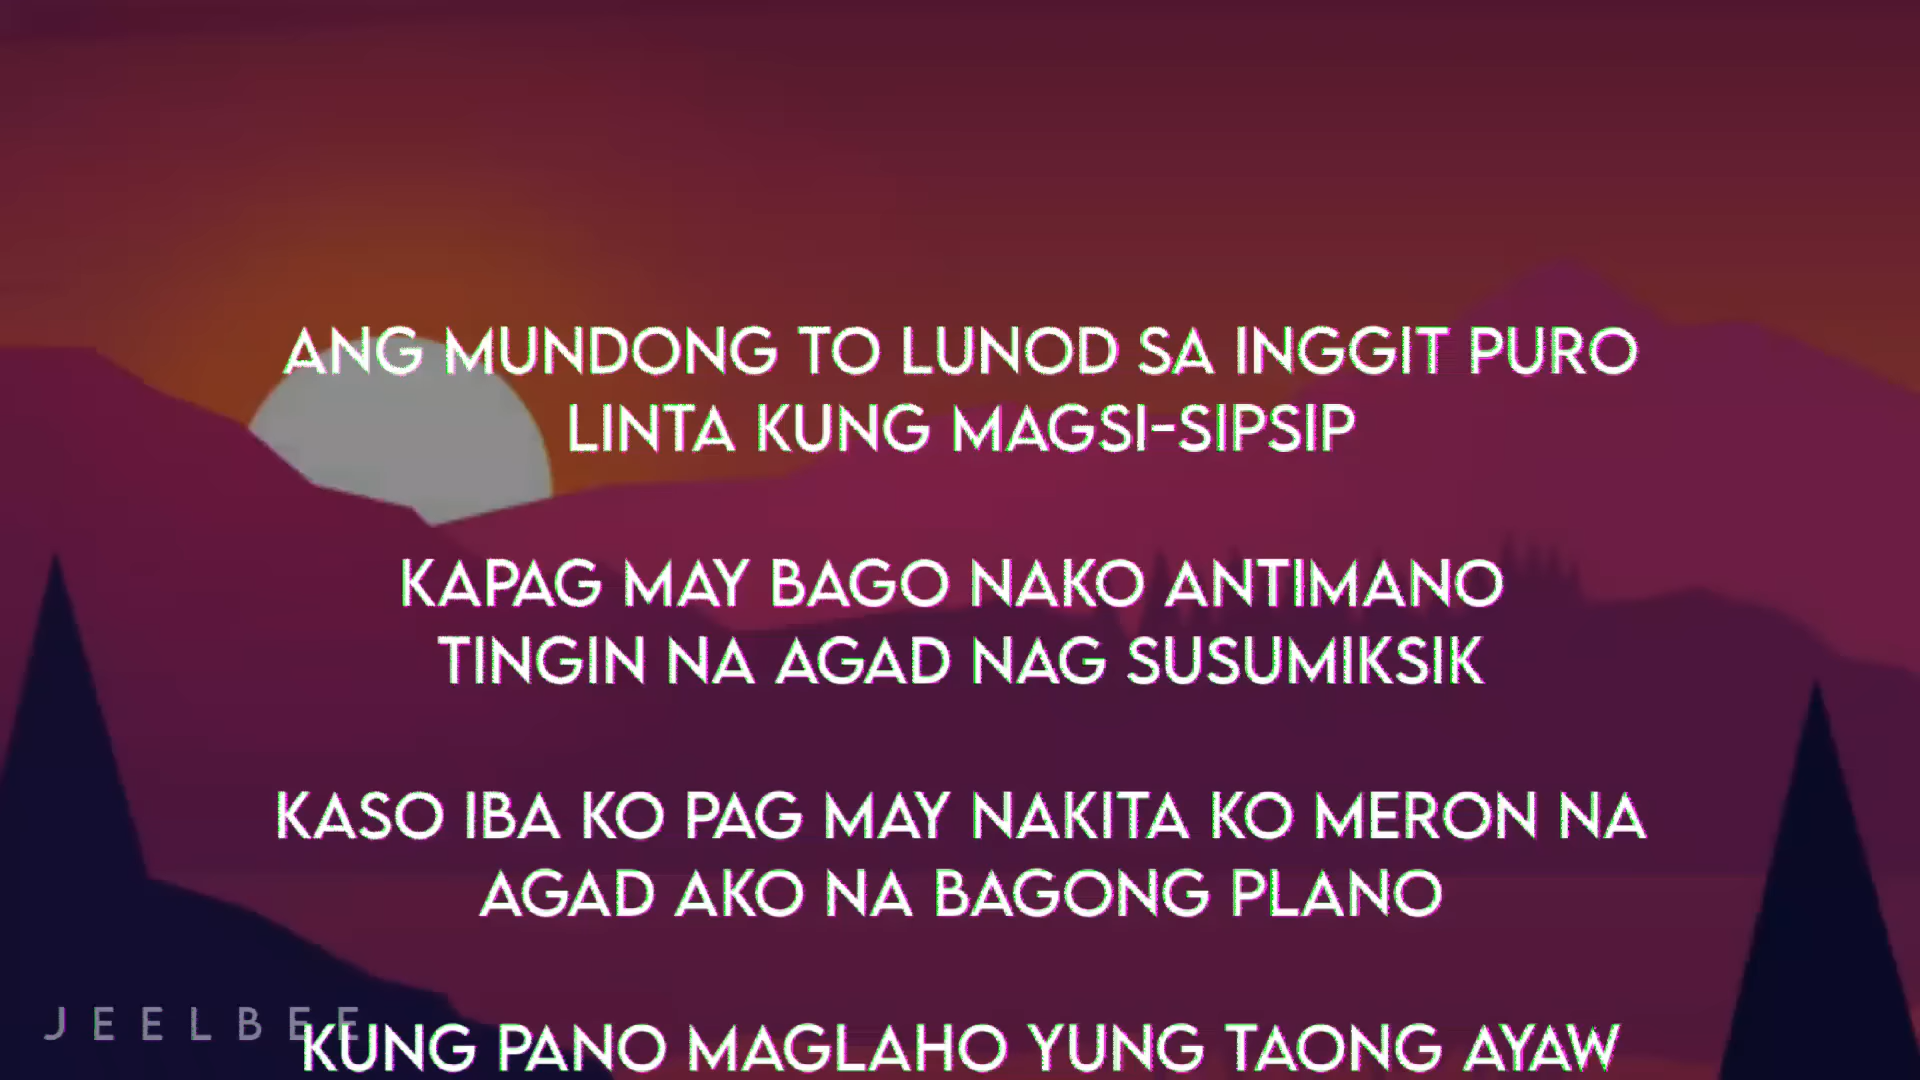 ANG MUNDONG TO LUNOD SA INGGIT PURO
LINTA KUNG MAGSI-SIPSIP
KAPAG MAY BAGO NAKO ANTIMANO
TINGIN NA AGAD NAG SUSUMIKSIK
KASO IBA KO PAG MAY NAKITA KO MERON NA
AGAD AKO NA BAGONG PLANO
JEELBEE
KUNG PANO MAGLAHO YUNG TAONG AYAW